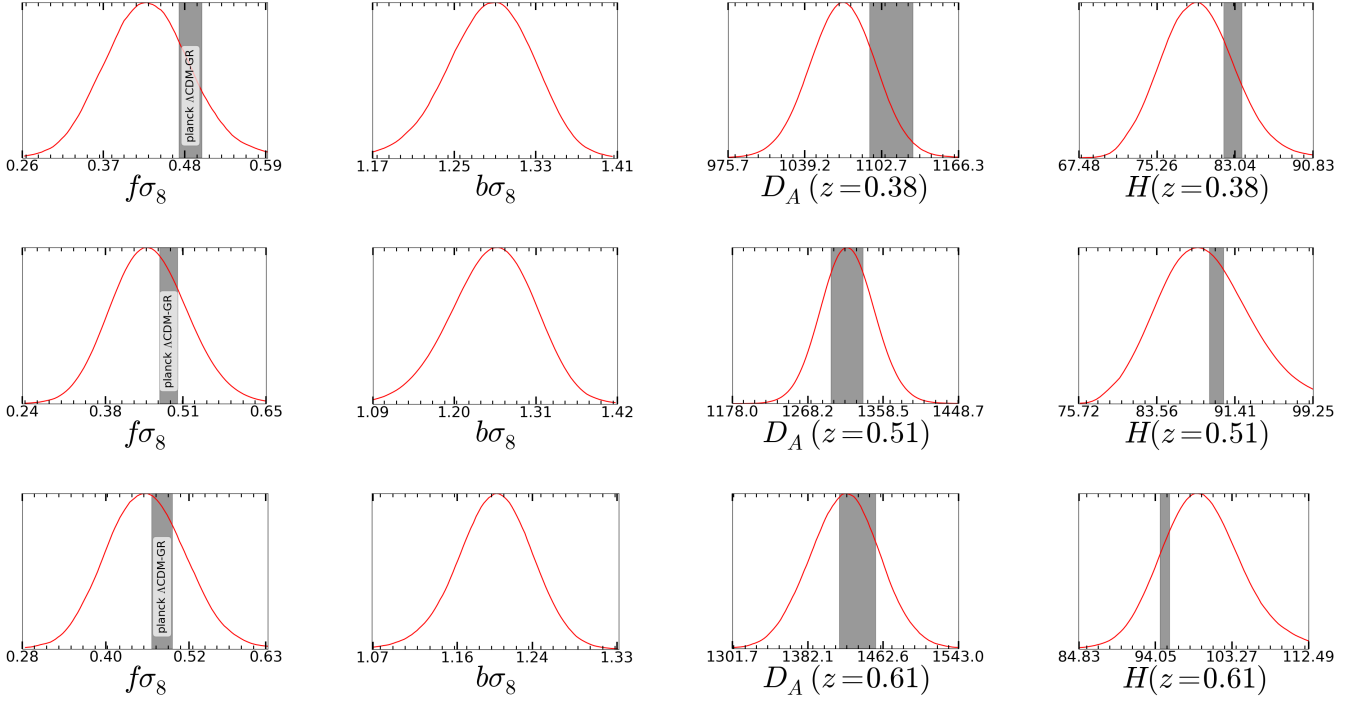 planck ΛCDM-GR
0.26 0.37 0.48 0.59 1.17 1.25 1.33 1.41 975.7 1039.2 1102.7 1166.3 67.48 75.26 83.04 90.83
fσ₈ bσ₈ D_A (z=0.38) H(z=0.38)
planck ΛCDM-GR
0.24 0.38 0.51 0.65 1.09 1.20 1.31 1.42 1178.0 1268.2 1358.5 1448.7 75.72 83.56 91.41 99.25
fσ₈ bσ₈ D_A (z=0.51) H(z=0.51)
planck ΛCDM-GR
0.28 0.40 0.52 0.63 1.07 1.16 1.24 1.33 1301.7 1382.1 1462.6 1543.0 84.83 94.05 103.27 112.49
fσ₈ bσ₈ D_A (z=0.61) H(z=0.61)